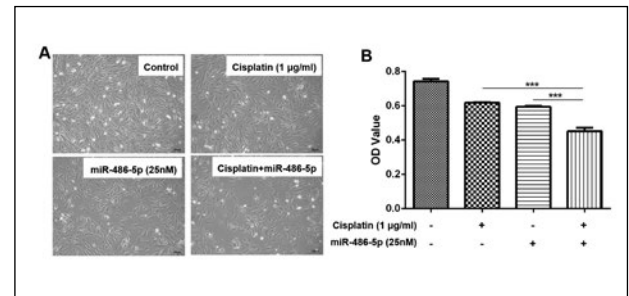 A
Control
Cisplatin (1 μg/ml)
miR-486-5p (25nM)
Cisplatin+miR-486-5p
B
OD Value
0.8
0.6
0.4
0.2
0.0
***
***
Cisplatin (1 μg/ml) - + - +
miR-486-5p (25nM) - - + +